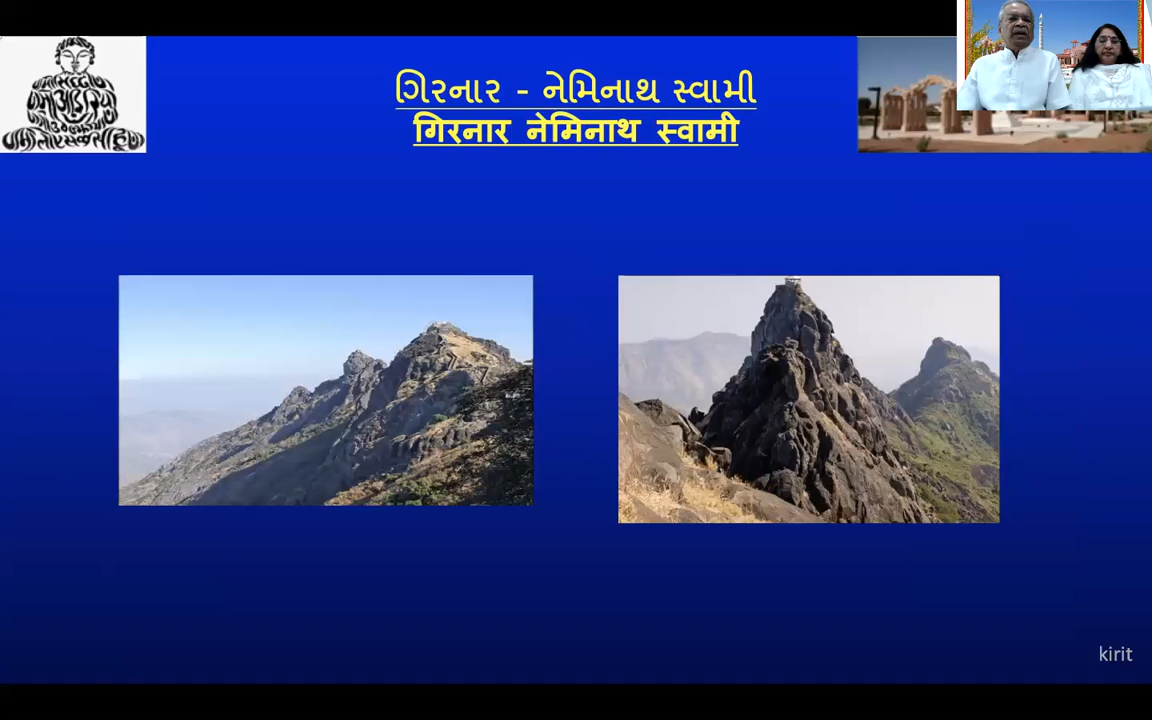 ગિરનાર - નેમિનાથ સ્વામી
गिरनार नेमिनाथ स्वामी
kirit